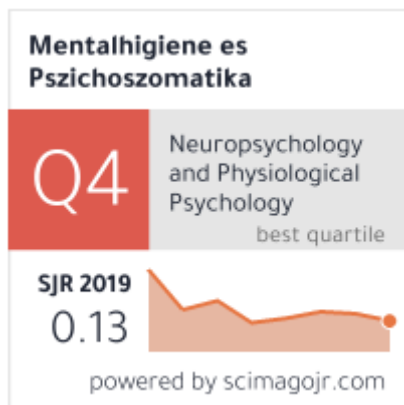 Mentalhigiene es
Pszichoszomatika
Q4
Neuropsychology
and Physiological
Psychology
best quartile
SJR 2019
0.13
powered by scimagojr.com